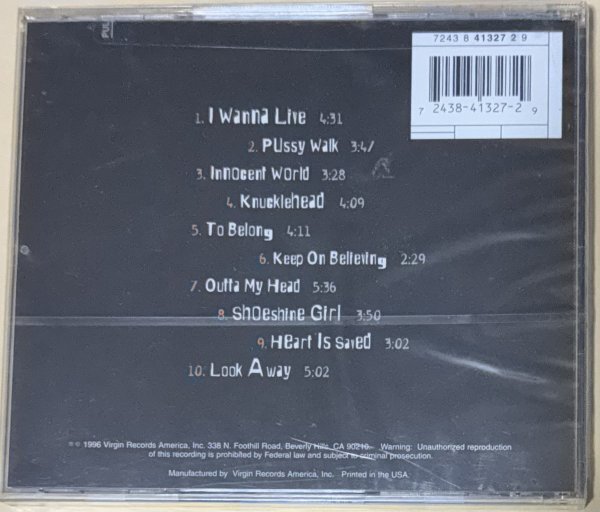 PULL
7243 8 41327 2 9
7 2438-41327-2 9
1. I Wanna Live 4:31
2. Pussy Walk 3:47
3. Innocent World 3:28
4. Knucklehead 4:09
5. To Belong 4:11
6. Keep On Believing 2:29
7. Outta My Head 5:36
8. Shoeshine Girl 3:50
9. Heart Is Saved 3:02
10. Look Away 5:02
℗ © 1996 Virgin Records America, Inc. 338 N. Foothill Road, Beverly Hills, CA 90210. Warning: Unauthorized reproduction
of this recording is prohibited by Federal law and subject to criminal prosecution.
Manufactured by Virgin Records America, Inc. Printed in the USA.